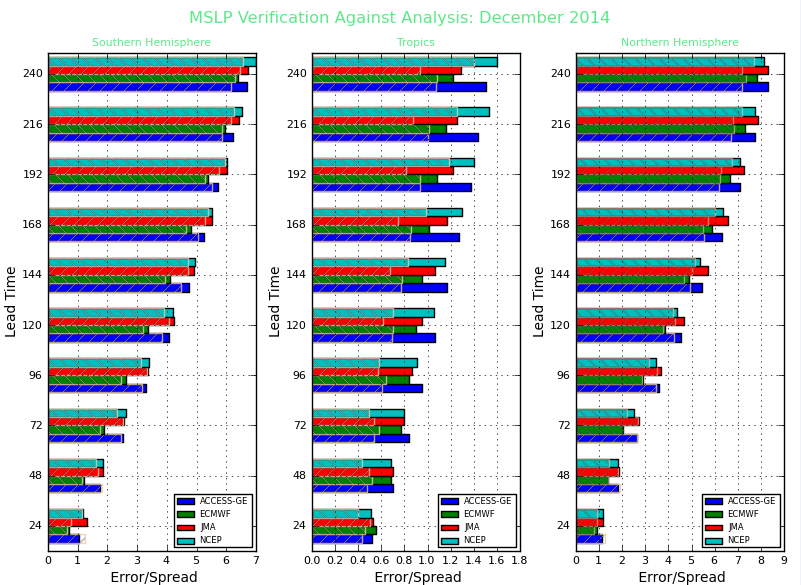 MSLP Verification Against Analysis: December 2014
Southern Hemisphere
Tropics
Northern Hemisphere
Lead Time
240
216
192
168
144
120
96
72
48
24
0 1 2 3 4 5 6 7
Error/Spread
ACCESS-GE
ECMWF
JMA
NCEP
Lead Time
240
216
192
168
144
120
96
72
48
24
0.0 0.2 0.4 0.6 0.8 1.0 1.2 1.4 1.6 1.8
Error/Spread
ACCESS-GE
ECMWF
JMA
NCEP
Lead Time
240
216
192
168
144
120
96
72
48
24
0 1 2 3 4 5 6 7 8 9
Error/Spread
ACCESS-GE
ECMWF
JMA
NCEP